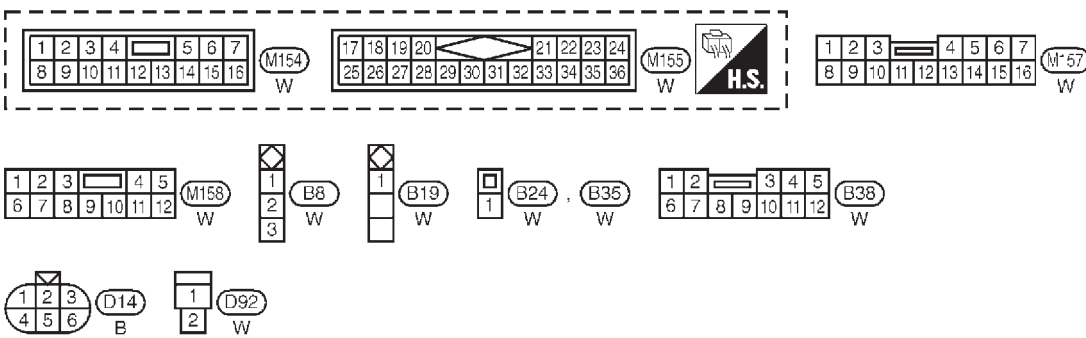 1 2 3 4 5 6 7
8 9 10 11 12 13 14 15 16
M154
W
17 18 19 20 21 22 23 24
25 26 27 28 29 30 31 32 33 34 35 36
M155
W
H.S.
1 2 3 4 5 6 7
8 9 10 11 12 13 14 15 16
M157
W
1 2 3 4 5
6 7 8 9 10 11 12
M158
W
1
2
3
B8
W
1
B19
W
1
B24 , B35
W W
1 2 3 4 5
6 7 8 9 10 11 12
B38
W
1 2 3
4 5 6
D14
B
1
2
D92
W